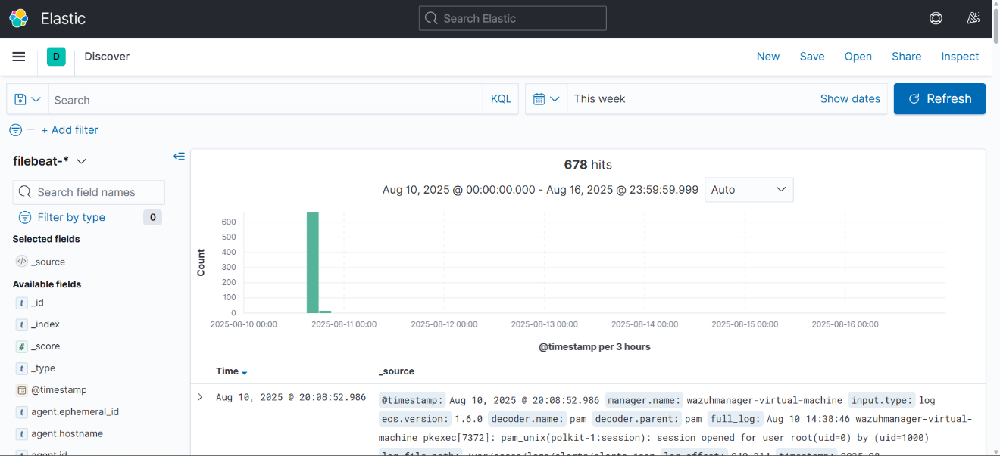 Elastic
Search Elastic
D
Discover
New Save Open Share Inspect
Search
KQL
This week
Show dates
Refresh
+ Add filter
filebeat-*
Search field names
Filter by type 0
Selected fields
_source
Available fields
t _id
t _index
# _score
t _type
@timestamp
t agent.ephemeral_id
t agent.hostname
agent.id
678 hits
Aug 10, 2025 @ 00:00:00.000 - Aug 16, 2025 @ 23:59:59.999 Auto
Count
600
500
400
300
200
100
0
2025-08-10 00:00 2025-08-11 00:00 2025-08-12 00:00 2025-08-13 00:00 2025-08-14 00:00 2025-08-15 00:00 2025-08-16 00:00
@timestamp per 3 hours
Time _source
Aug 10, 2025 @ 20:08:52.986 @timestamp: Aug 10, 2025 @ 20:08:52.986 manager.name: wazuhmanager-virtual-machine input.type: log
ecs.version: 1.6.0 decoder.name: pam decoder.parent: pam full_log: Aug 10 14:38:46 wazuhmanager-virtual-
machine pkexec[7372]: pam_unix(polkit-1:session): session opened for user root(uid=0) by (uid=1000)